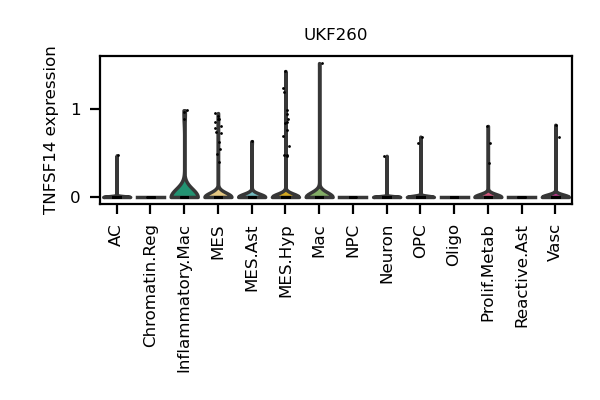 UKF260
TNFSF14 expression
1
0
AC
Chromatin.Reg
Inflammatory.Mac
MES
MES.Ast
MES.Hyp
Mac
NPC
Neuron
OPC
Oligo
Prolif.Metab
Reactive.Ast
Vasc